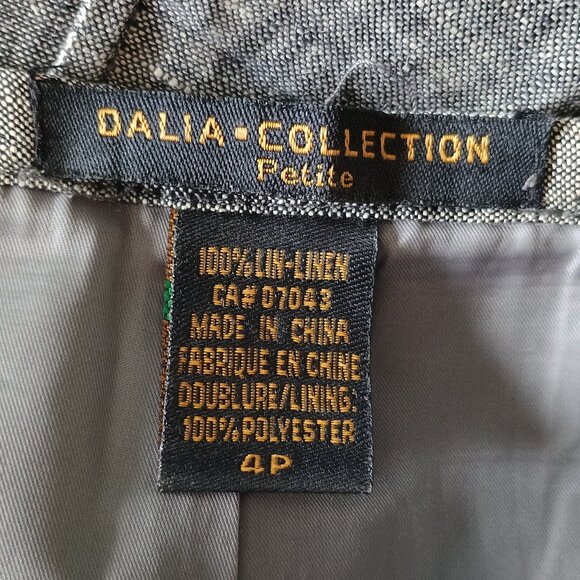 DALIA • COLLECTION
Petite
100% LIN-LINEN
CA# 07043
MADE IN CHINA
FABRIQUE EN CHINE
DOUBLURE/LINING:
100% POLYESTER
4P